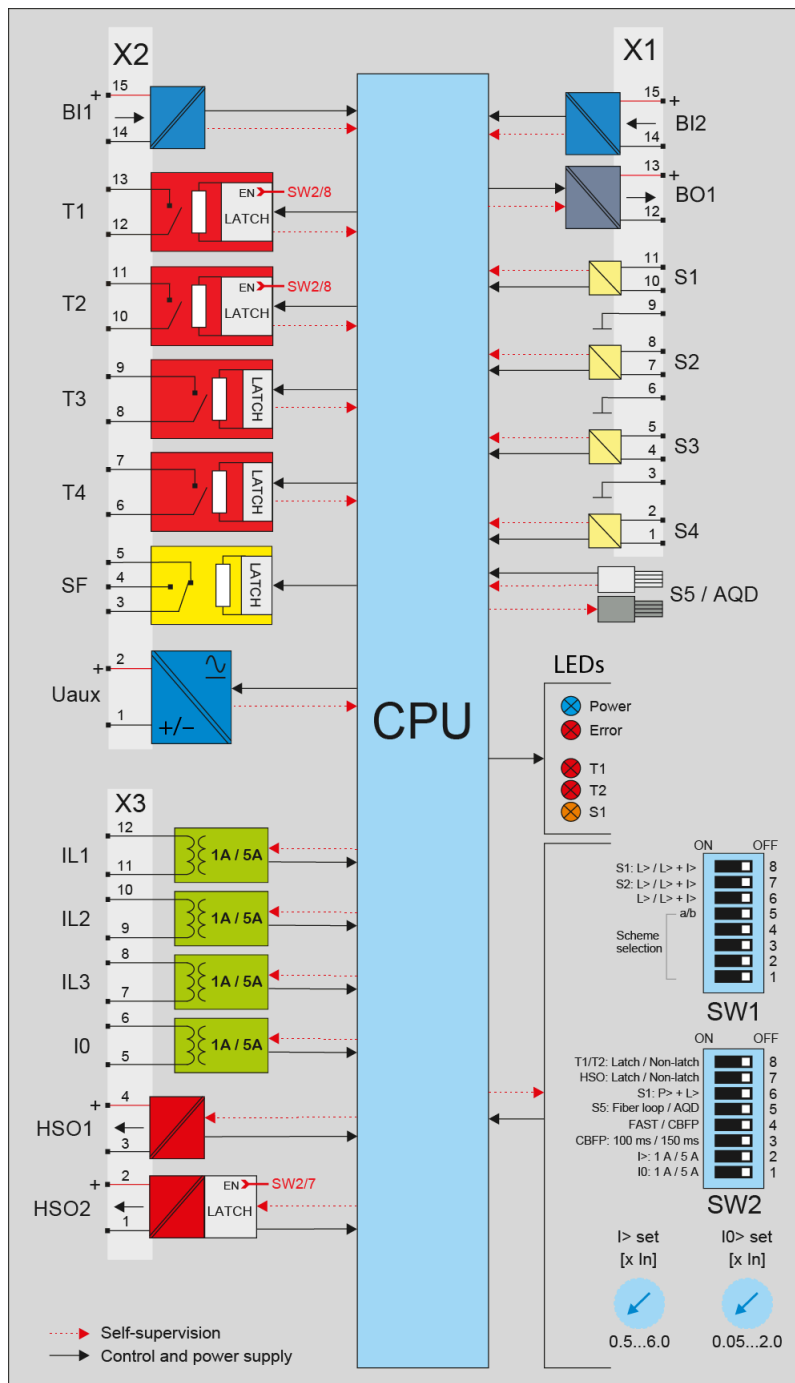 X2
X1
+ 15
BI1
14
15 +
BI2
14
13
T1
12
EN SW2/8
LATCH
13 +
BO1
12
11
T2
10
EN SW2/8
LATCH
11
S1
10
9
9
T3
8
LATCH
8
S2
7
6
7
T4
6
LATCH
5
S3
4
3
5
SF 4
3
LATCH
2
S4
1
S5 / AQD
+ 2
Uaux
1
+/−
CPU
LEDs
Power
Error
T1
T2
S1
X3
12
IL1
11
1A / 5A
10
IL2
9
1A / 5A
8
IL3
7
1A / 5A
6
I0
5
1A / 5A
+ 4
HSO1
3
+ 2
HSO2
1
EN SW2/7
LATCH
ON OFF
S1: L> / L> + I> 8
S2: L> / L> + I> 7
L> / L> + I> 6
a/b 5
Scheme
selection
4
3
2
1
SW1
ON OFF
T1/T2: Latch / Non-latch 8
HSO: Latch / Non-latch 7
S1: P> + L> 6
S5: Fiber loop / AQD 5
FAST / CBFP 4
CBFP: 100 ms / 150 ms 3
I>: 1 A / 5 A 2
I0: 1 A / 5 A 1
SW2
I> set
[x In]
0.5...6.0
I0> set
[x In]
0.05...2.0
Self-supervision
Control and power supply